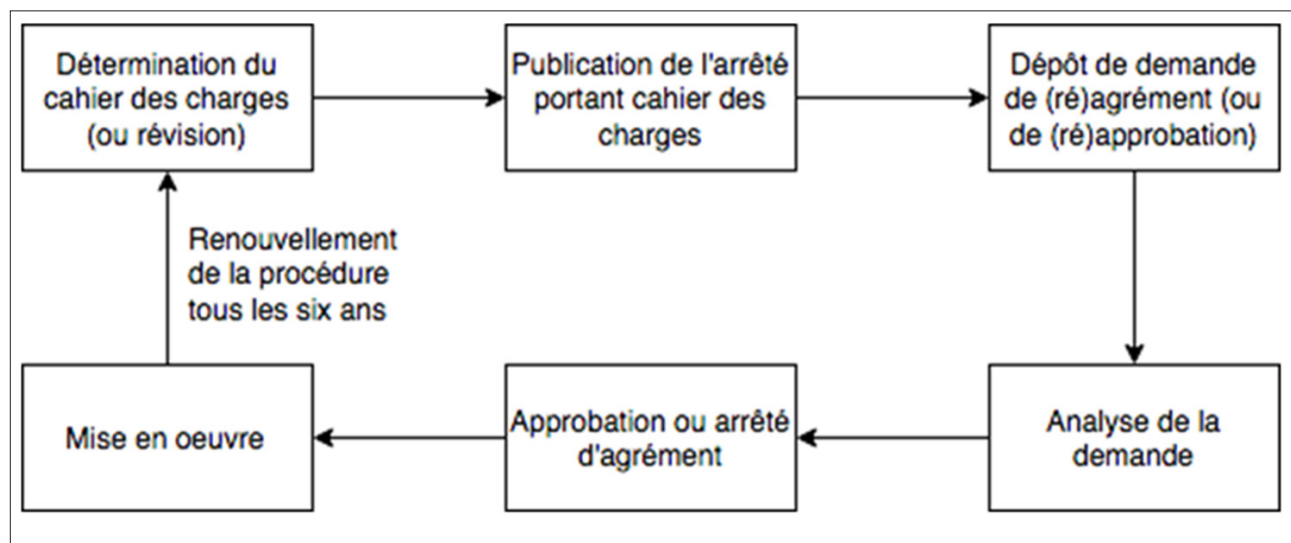 Détermination du
cahier des charges
(ou révision)
Publication de l'arrêté
portant cahier des
charges
Dépôt de demande
de (ré)agrément (ou
de (ré)approbation)
Renouvellement
de la procédure
tous les six ans
Mise en oeuvre
Approbation ou arrêté
d'agrément
Analyse de la
demande